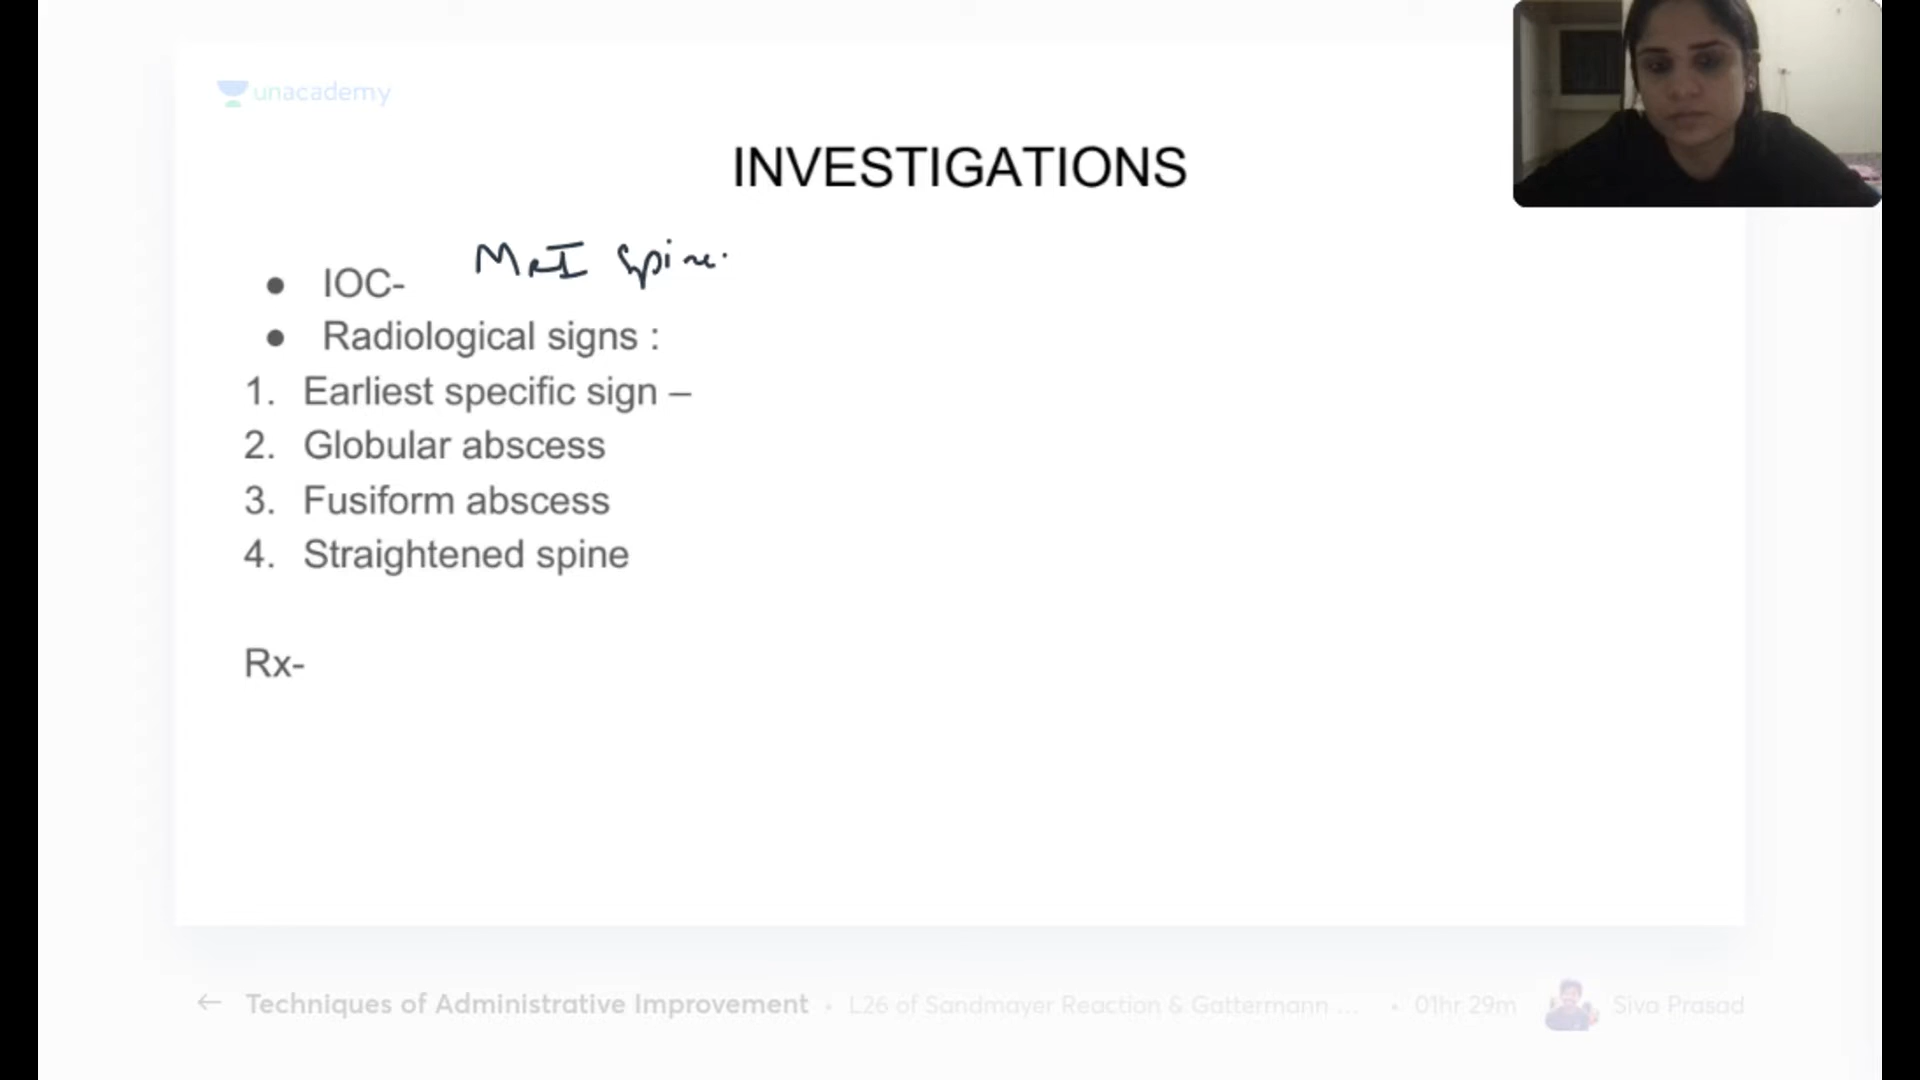 unacademy
INVESTIGATIONS
● IOC- MRI Spine.
● Radiological signs :
1. Earliest specific sign –
2. Globular abscess
3. Fusiform abscess
4. Straightened spine
Rx-
← Techniques of Administrative Improvement • L26 of Sandmayer Reaction & Gattermann ... • 01hr 29m Siva Prasad